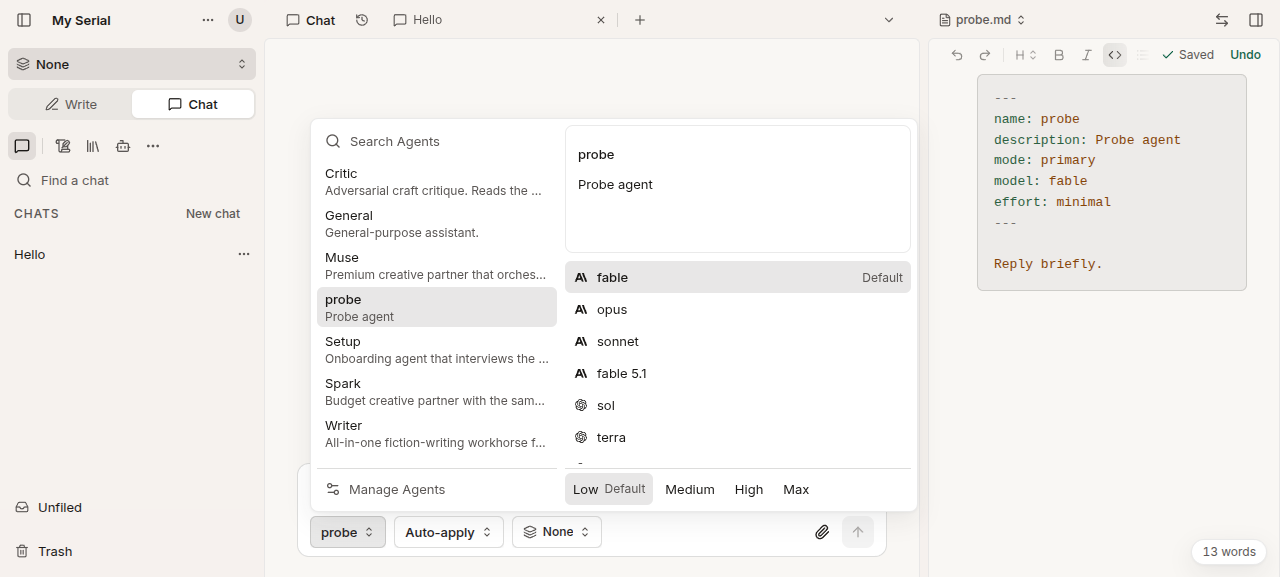 My Serial
U
Chat
Hello
probe.md
None
Write
Chat
H
B
I
Saved
Undo
Find a chat
CHATS
New chat
Hello
Unfiled
Trash
Search Agents
Critic
Adversarial craft critique. Reads the ...
General
General-purpose assistant.
Muse
Premium creative partner that orches...
probe
Probe agent
Setup
Onboarding agent that interviews the ...
Spark
Budget creative partner with the sam...
Writer
All-in-one fiction-writing workhorse f...
Manage Agents
probe
Probe agent
fable Default
opus
sonnet
fable 5.1
sol
terra
Low Default Medium High Max
probe
Auto-apply
None
---
name: probe
description: Probe agent
mode: primary
model: fable
effort: minimal
---
Reply briefly.
13 words